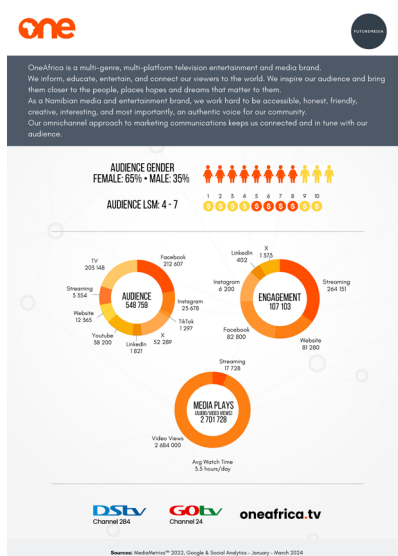 one
FUTUREMEDIA
OneAfrica is a multi-genre, multi-platform television entertainment and media brand.
We inform, educate, entertain, and connect our viewers to the world. We inspire our audience and bring
them closer to the people, places hopes and dreams that matter to them.
As a Namibian media and entertainment brand, we work hard to be accessible, honest, friendly,
creative, interesting, and most importantly, an authentic voice for our community.
Our omnichannel approach to marketing communications keeps us connected and in tune with our
audience.
AUDIENCE GENDER
FEMALE: 65% • MALE: 35%
AUDIENCE LSM: 4 - 7
1 2 3 4 5 6 7 8 9 10
$ $ $ $ $ $ $ $ $ $
AUDIENCE
548 759
TV
203 148
Facebook
212 607
Instagram
23 678
TikTok
1 297
X
52 289
LinkedIn
1 821
Youtube
38 200
Website
12 365
Streaming
3 354
ENGAGEMENT
107 103
LinkedIn
402
X
1 373
Streaming
264 151
Website
81 280
Facebook
82 800
Instagram
6 200
MEDIA PLAYS
(AUDIO/VIDEO VIEWS)
2 701 728
Streaming
17 728
Video Views
2 684 000
Avg Watch Time
3.5 hours/day
DStv
Channel 284
GOtv
Channel 24
oneafrica.tv
Sources: MediaMetrics™ 2022, Google & Social Analytics - January - March 2024